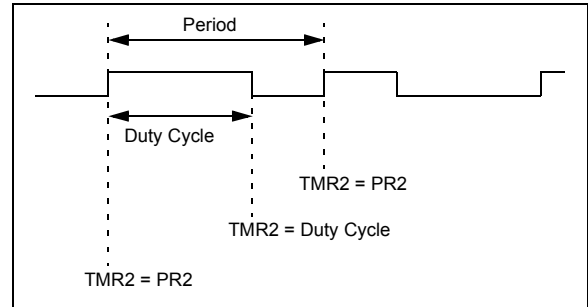 Period
Duty Cycle
TMR2 = PR2
TMR2 = Duty Cycle
TMR2 = PR2